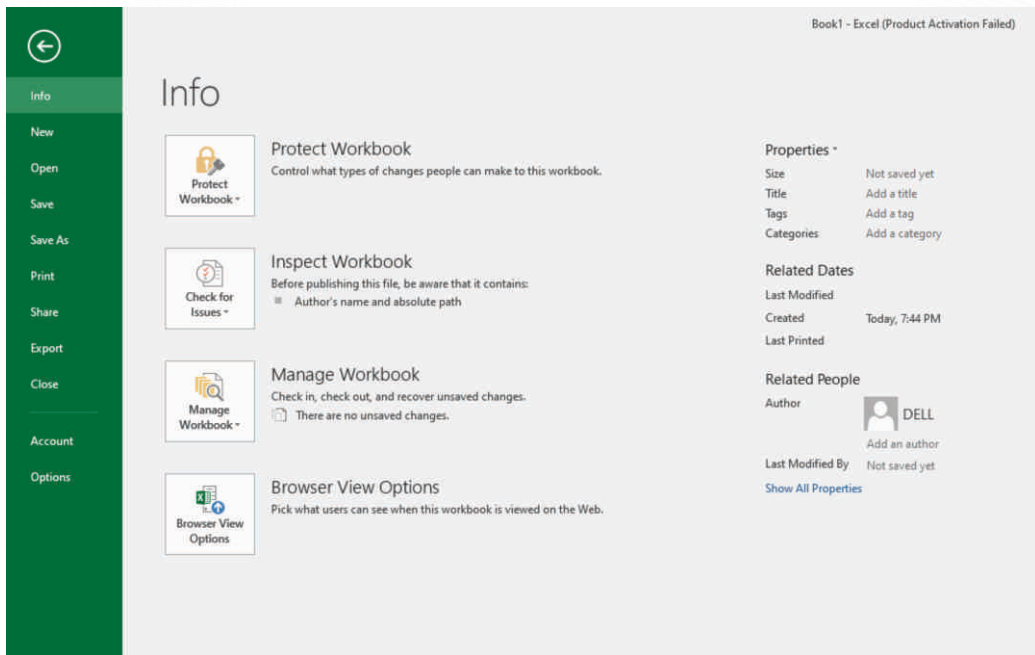 Book1 - Excel (Product Activation Failed)
Info
New
Open
Save
Save As
Print
Share
Export
Close
Account
Options
Info
Protect
Workbook
Protect Workbook
Control what types of changes people can make to this workbook.
Check for
Issues
Inspect Workbook
Before publishing this file, be aware that it contains:
Author's name and absolute path
Manage
Workbook
Manage Workbook
Check in, check out, and recover unsaved changes.
There are no unsaved changes.
Browser View
Options
Browser View Options
Pick what users can see when this workbook is viewed on the Web.
Properties
Size Not saved yet
Title Add a title
Tags Add a tag
Categories Add a category
Related Dates
Last Modified
Created Today, 7:44 PM
Last Printed
Related People
Author DELL
Add an author
Last Modified By Not saved yet
Show All Properties